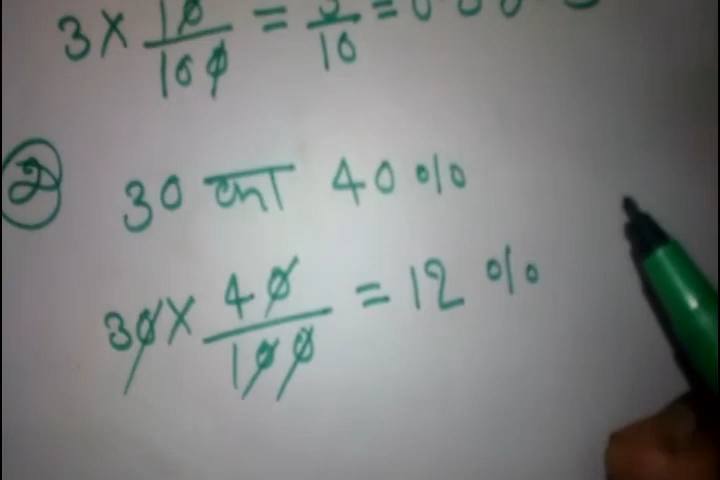 3 × 10/100 = 3/10 =
② 30 का 40%
30 × 40/100 = 12%